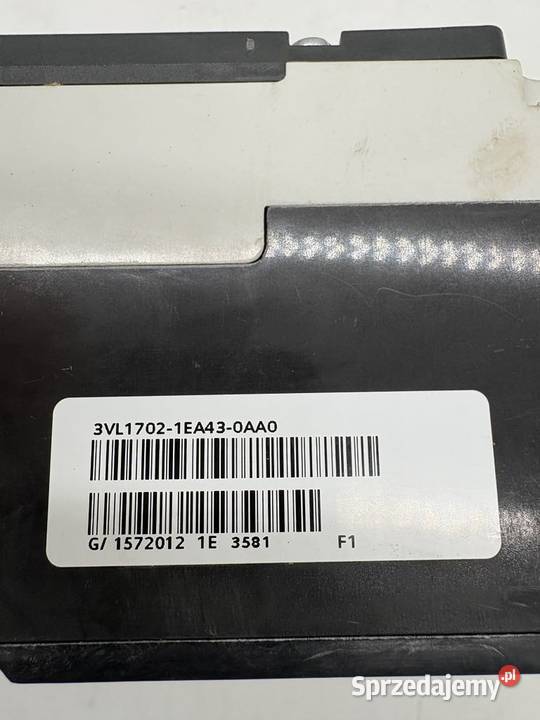 3VL1702-1EA43-0AA0
G/ 1572012 1E 3581 F1
Sprzedajemy.pl